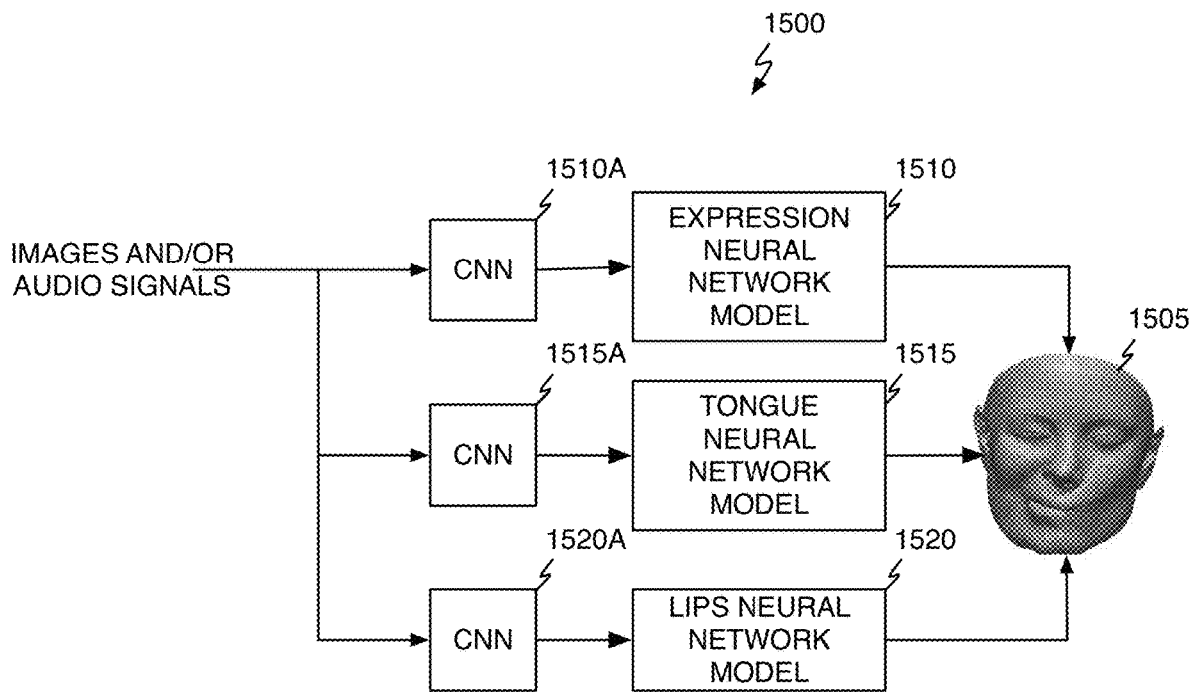 1500
1510A
1510
IMAGES AND/OR
AUDIO SIGNALS
CNN
EXPRESSION
NEURAL
NETWORK
MODEL
1505
1515A
1515
CNN
TONGUE
NEURAL
NETWORK
MODEL
1520A
1520
CNN
LIPS NEURAL
NETWORK
MODEL